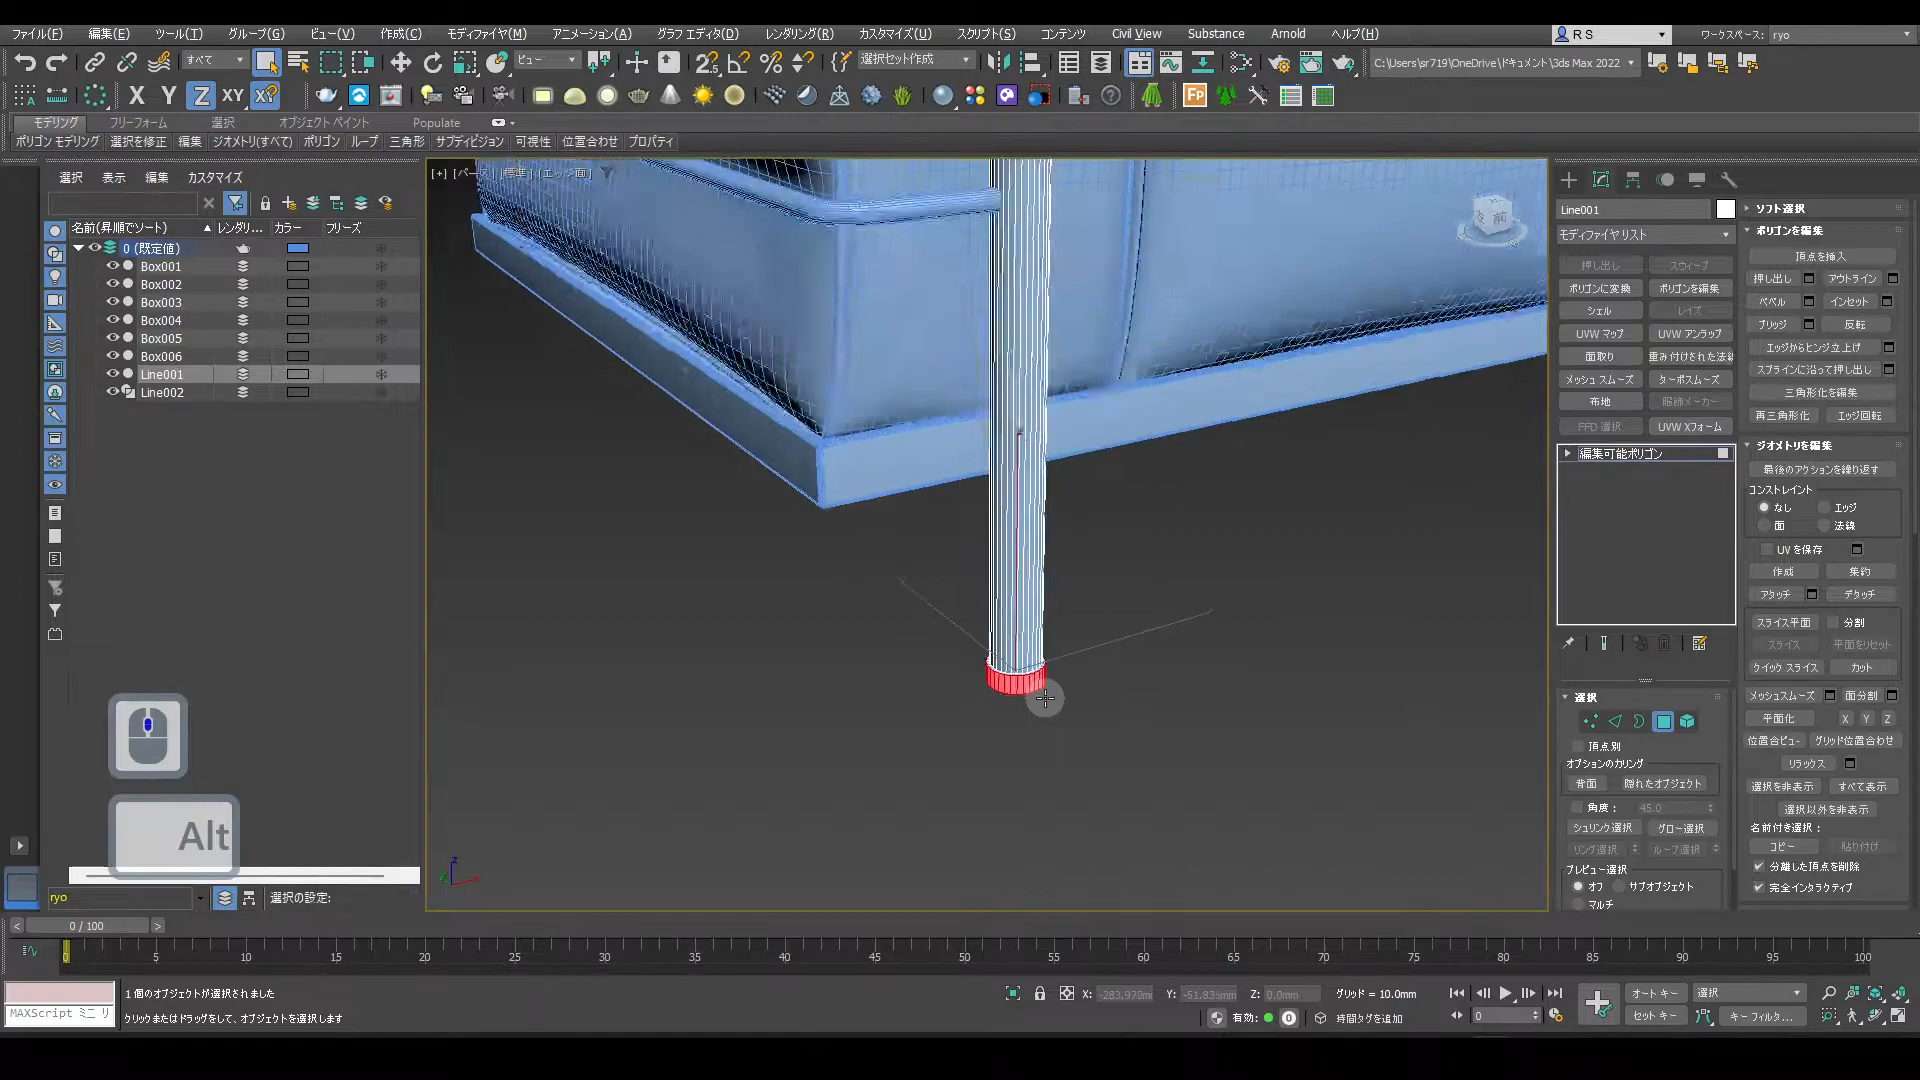 ファイル(F) 編集(E) ツール(T) グループ(G) ビュー(V) 作成(C) モディファイヤ(M) アニメーション(A) グラフ エディタ(D) レンダリング(R) カスタマイズ(U) スクリプト(S) コンテンツ Civil View Substance Arnold ヘルプ(H)
R S
ワークスペース: ryo
すべて
ビュー
選択セット作成
C:\Users\sr719\OneDrive\ドキュメント\3ds Max 2022
X Y Z XY
モデリング フリーフォーム 選択 オブジェクト ペイント Populate
ポリゴン モデリング 選択を修正 編集 ジオメトリ(すべて) ポリゴン ループ 三角形 サブディビジョン 可視性 位置合わせ プロパティ
選択 表示 編集 カスタマイズ
名前(昇順でソート) レンダリ... カラー フリーズ
0 (既定値)
Box001
Box002
Box003
Box004
Box005
Box006
Line001
Line002
Alt
ryo
選択の設定:
[+] [パース] [標準] [エッジ面]
前
Line001
モディファイヤ リスト
押し出し スウィープ
ポリゴンに変換 ポリゴンを編集
シェル レイズ
UVW マップ UVW アンラップ
面取り 重み付けされた法線
メッシュ スムーズ ターボスムーズ
布地
FFD 選択 UVW Xフォーム
編集可能ポリゴン
選択
頂点別
オプションのカリング
背面 隠れたオブジェクト
角度: 45.0
シュリンク選択 グロー選択
リング選択 ループ選択
プレビュー選択
オフ サブオブジェクト
マルチ
ソフト選択
ポリゴンを編集
頂点を挿入
押し出し アウトライン
ベベル インセット
ブリッジ 反転
エッジからヒンジ立上げ
スプラインに沿って押し出し
三角形化を編集
再三角形化 エッジ回転
ジオメトリを編集
最後のアクションを繰り返す
コンストレイント
なし エッジ
面 法線
UV を保存
作成 集約
アタッチ デタッチ
スライス平面 分割
スライス 平面をリセット
クイック スライス カット
メッシュスムーズ 面分割
平面化 X Y Z
位置合ビュー グリッド位置合わせ
リラックス
選択を非表示 すべて表示
選択以外を非表示
名前付き選択:
コピー 貼り付け
分離した頂点を削除
完全インタラクティブ
< 0 / 100 >
0 5 10 15 20 25 30 35 40 45 50 55 60 65 70 75 80 85 90 95 100
1 個のオブジェクトが選択されました
X: -283.972m Y: -51.835mm Z: 0.0mm グリッド = 10.0mm
オート キー 選択
MAXScript ミニ リ
クリックまたはドラッグをして、オブジェクトを選択します
有効: 0 時間タグを追加
0
セット キー キー フィルタ...